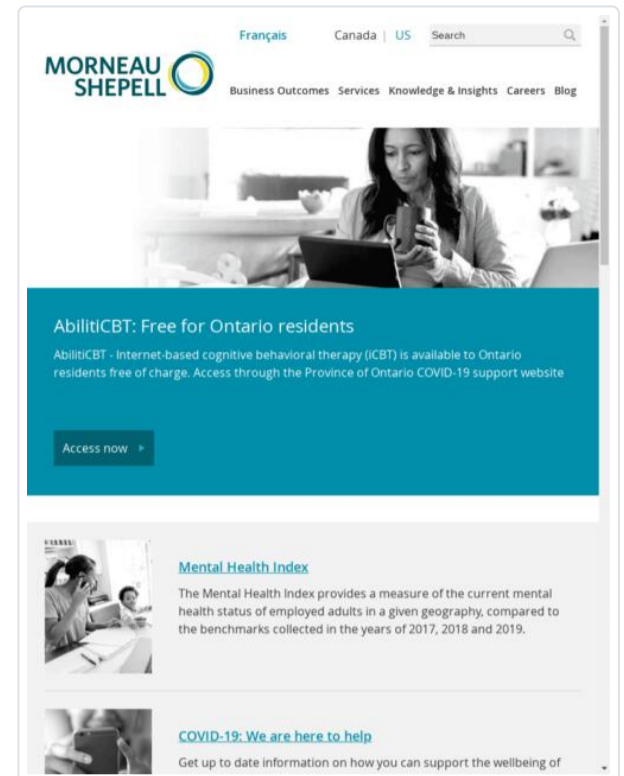 Français
Canada | US
Search
MORNEAU
SHEPELL
Business Outcomes Services Knowledge & Insights Careers Blog
AbilitiCBT: Free for Ontario residents
AbilitiCBT - Internet-based cognitive behavioral therapy (iCBT) is available to Ontario
residents free of charge. Access through the Province of Ontario COVID-19 support website
Access now
Mental Health Index
The Mental Health Index provides a measure of the current mental
health status of employed adults in a given geography, compared to
the benchmarks collected in the years of 2017, 2018 and 2019.
COVID-19: We are here to help
Get up to date information on how you can support the wellbeing of